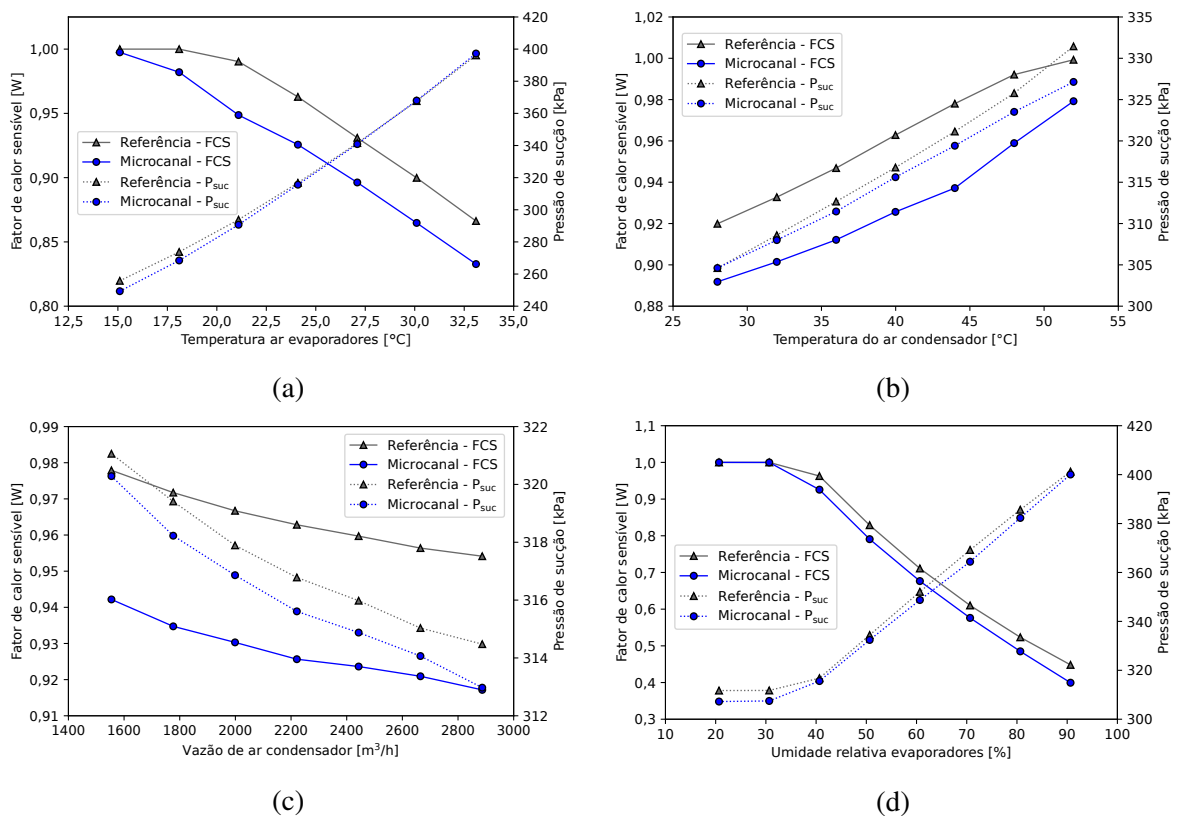 1,00
0,95
0,90
0,85
0,80
Fator de calor sensível [W]
420
400
380
360
340
320
300
280
260
240
Pressão de sucção [kPa]
Referência - FCS
Microcanal - FCS
Referência - Psuc
Microcanal - Psuc
12,5 15,0 17,5 20,0 22,5 25,0 27,5 30,0 32,5 35,0
Temperatura ar evaporadores [°C]
(a)
1,02
1,00
0,98
0,96
0,94
0,92
0,90
0,88
Fator de calor sensível [W]
335
330
325
320
315
310
305
300
Pressão de sucção [kPa]
Referência - FCS
Microcanal - FCS
Referência - Psuc
Microcanal - Psuc
25 30 35 40 45 50 55
Temperatura do ar condensador [°C]
(b)
0,99
0,98
0,97
0,96
0,95
0,94
0,93
0,92
0,91
Fator de calor sensível [W]
322
320
318
316
314
312
Pressão de sucção [kPa]
Referência - FCS
Microcanal - FCS
Referência - Psuc
Microcanal - Psuc
1400 1600 1800 2000 2200 2400 2600 2800 3000
Vazão de ar condensador [m³/h]
(c)
1,1
1,0
0,9
0,8
0,7
0,6
0,5
0,4
0,3
Fator de calor sensível [W]
420
400
380
360
340
320
300
Pressão de sucção [kPa]
Referência - FCS
Microcanal - FCS
Referência - Psuc
Microcanal - Psuc
10 20 30 40 50 60 70 80 90 100
Umidade relativa evaporadores [%]
(d)